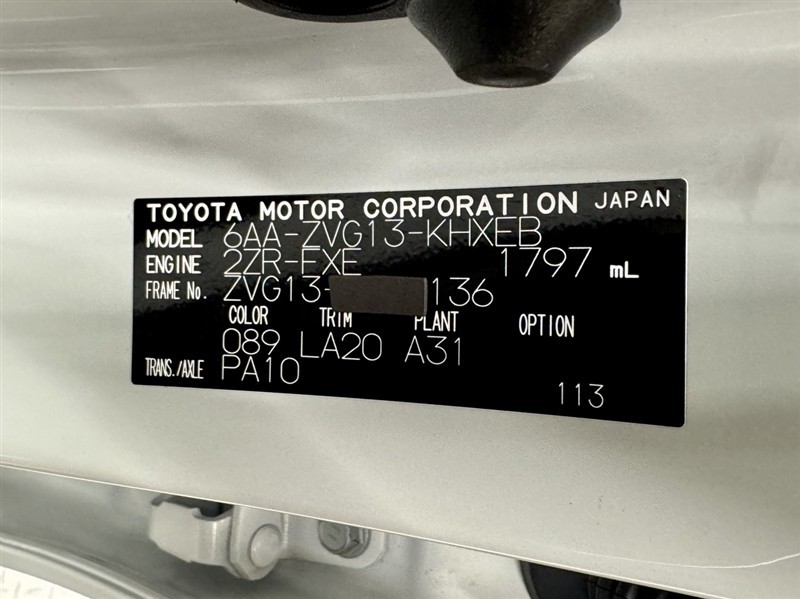 TOYOTA MOTOR CORPORATION JAPAN
MODEL 6AA-ZVG13-KHXEB
ENGINE 2ZR-FXE 1797 mL
FRAME No. ZVG13- 136
COLOR TRIM PLANT OPTION
089 LA20 A31
TRANS./AXLE PA10
113